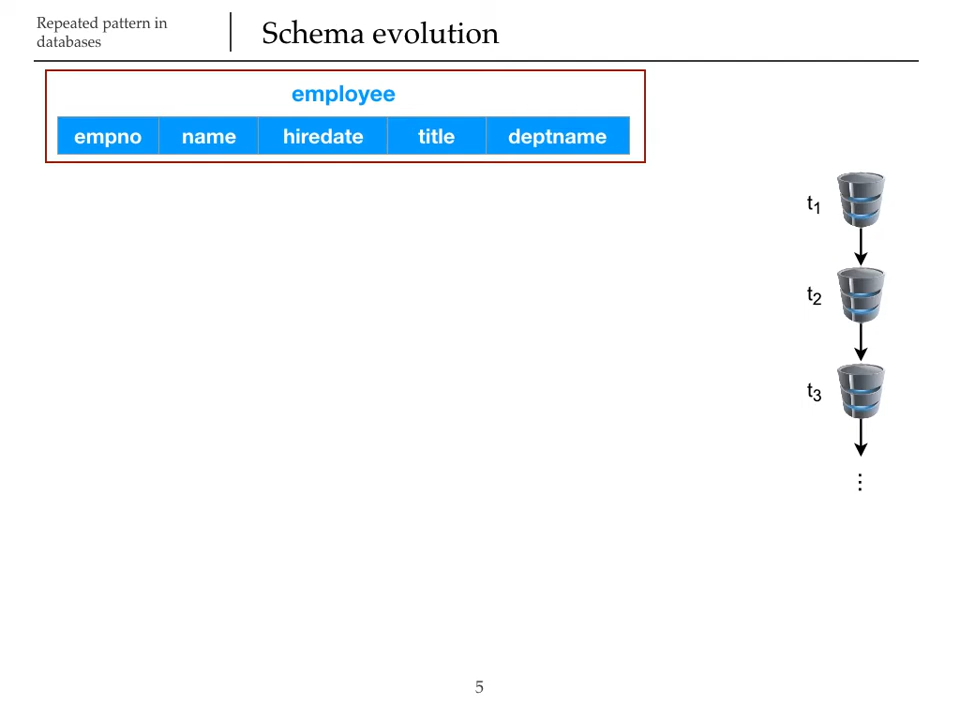 Repeated pattern in
databases
Schema evolution
employee
empno name hiredate title deptname
t1
t2
t3
⋮
5